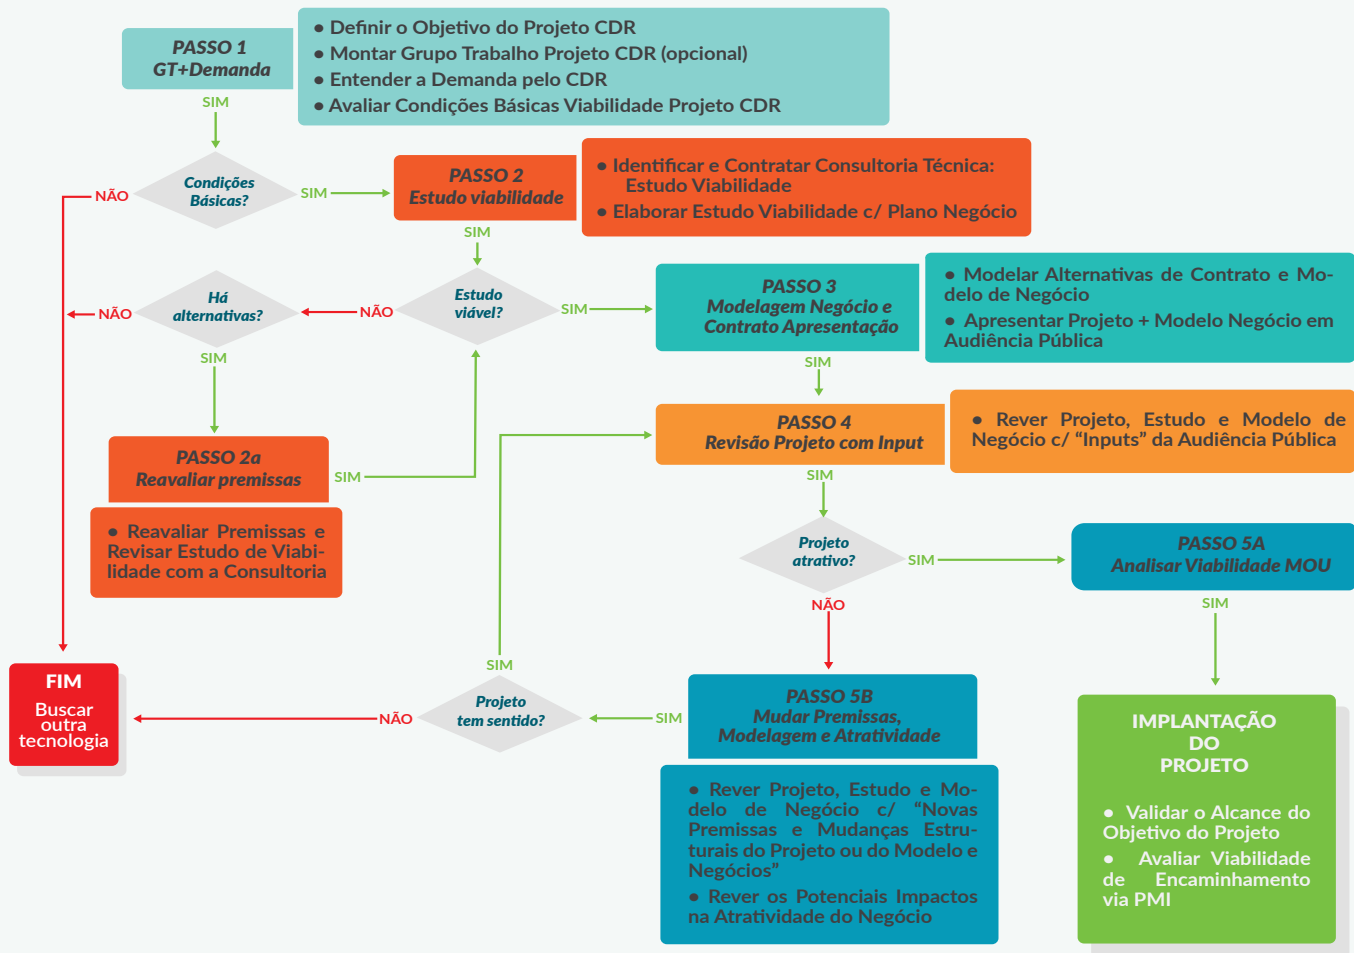 PASSO 1
GT+Demanda
● Definir o Objetivo do Projeto CDR
● Montar Grupo Trabalho Projeto CDR (opcional)
● Entender a Demanda pelo CDR
● Avaliar Condições Básicas Viabilidade Projeto CDR
SIM
Condições
Básicas?
NÃO
SIM
PASSO 2
Estudo viabilidade
● Identificar e Contratar Consultoria Técnica:
Estudo Viabilidade
● Elaborar Estudo Viabilidade c/ Plano Negócio
SIM
Estudo
viável?
NÃO
SIM
Há
alternativas?
NÃO
SIM
PASSO 3
Modelagem Negócio e
Contrato Apresentação
● Modelar Alternativas de Contrato e Mo-
delo de Negócio
● Apresentar Projeto + Modelo Negócio em
Audiência Pública
SIM
PASSO 4
Revisão Projeto com Input
● Rever Projeto, Estudo e Modelo de
Negócio c/ “Inputs” da Audiência Pública
SIM
PASSO 2a
Reavaliar premissas
SIM
● Reavaliar Premissas e
Revisar Estudo de Viabi-
lidade com a Consultoria
Projeto
atrativo?
SIM
NÃO
PASSO 5A
Analisar Viabilidade MOU
SIM
PASSO 5B
Mudar Premissas,
Modelagem e Atratividade
SIM
Projeto
tem sentido?
SIM
NÃO
FIM
Buscar
outra
tecnologia
● Rever Projeto, Estudo e Mo-
delo de Negócio c/ “Novas
Premissas e Mudanças Estru-
turais do Projeto ou do Modelo e
Negócios”
● Rever os Potenciais Impactos
na Atratividade do Negócio
IMPLANTAÇÃO
DO
PROJETO
● Validar o Alcance do
Objetivo do Projeto
● Avaliar Viabilidade
de Encaminhamento
via PMI